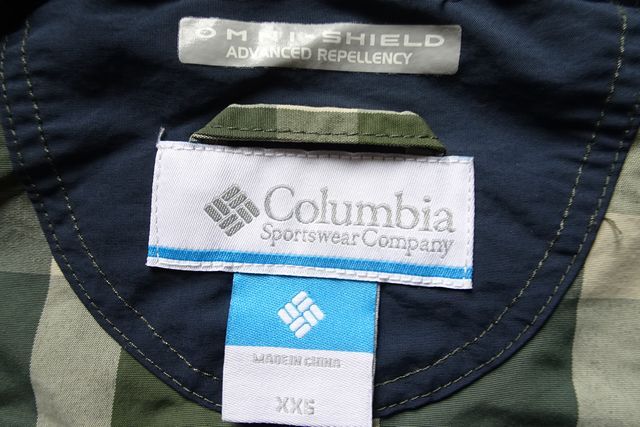 OMNI-SHIELD
ADVANCED REPELLENCY
Columbia
Sportswear Company
MADE IN CHINA
XXS